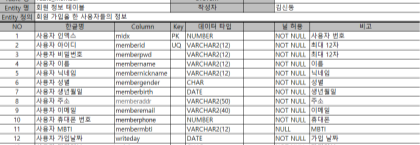 Entity 명 회원 정보 테이블 작성자 김신동
Entity 정의 회원 가입을 한 사용자들의 정보
NO 한글명 Column Key 데이터 타입 널 허용 비고
1 사용자 인덱스 midx PK NUMBER NOT NULL 회원번호
2 사용자 아이디 memberid UQ VARCHAR2(12) NOT NULL 최대 12자
3 사용자 비밀번호 memberpwd VARCHAR2(12) NOT NULL 최대 12자
4 사용자 이름 membername VARCHAR2(12) NOT NULL 이름
5 사용자 닉네임 membernickname VARCHAR2(12) NOT NULL 닉네임
6 사용자 성별 membergender CHAR NOT NULL 성별
7 사용자 생년월일 memberbirth DATE NOT NULL 생년월일
8 사용자 주소 memberaddr VARCHAR2(50) NOT NULL 주소
9 사용자 이메일 memberemail VARCHAR2(40) NOT NULL 이메일
10 사용자 휴대폰 번호 memberphone NUMBER NOT NULL 휴대폰
11 사용자 MBTI membermbti VARCHAR2(12) NULL MBTI
12 사용자 가입날짜 writeday DATE NOT NULL 가입 날짜